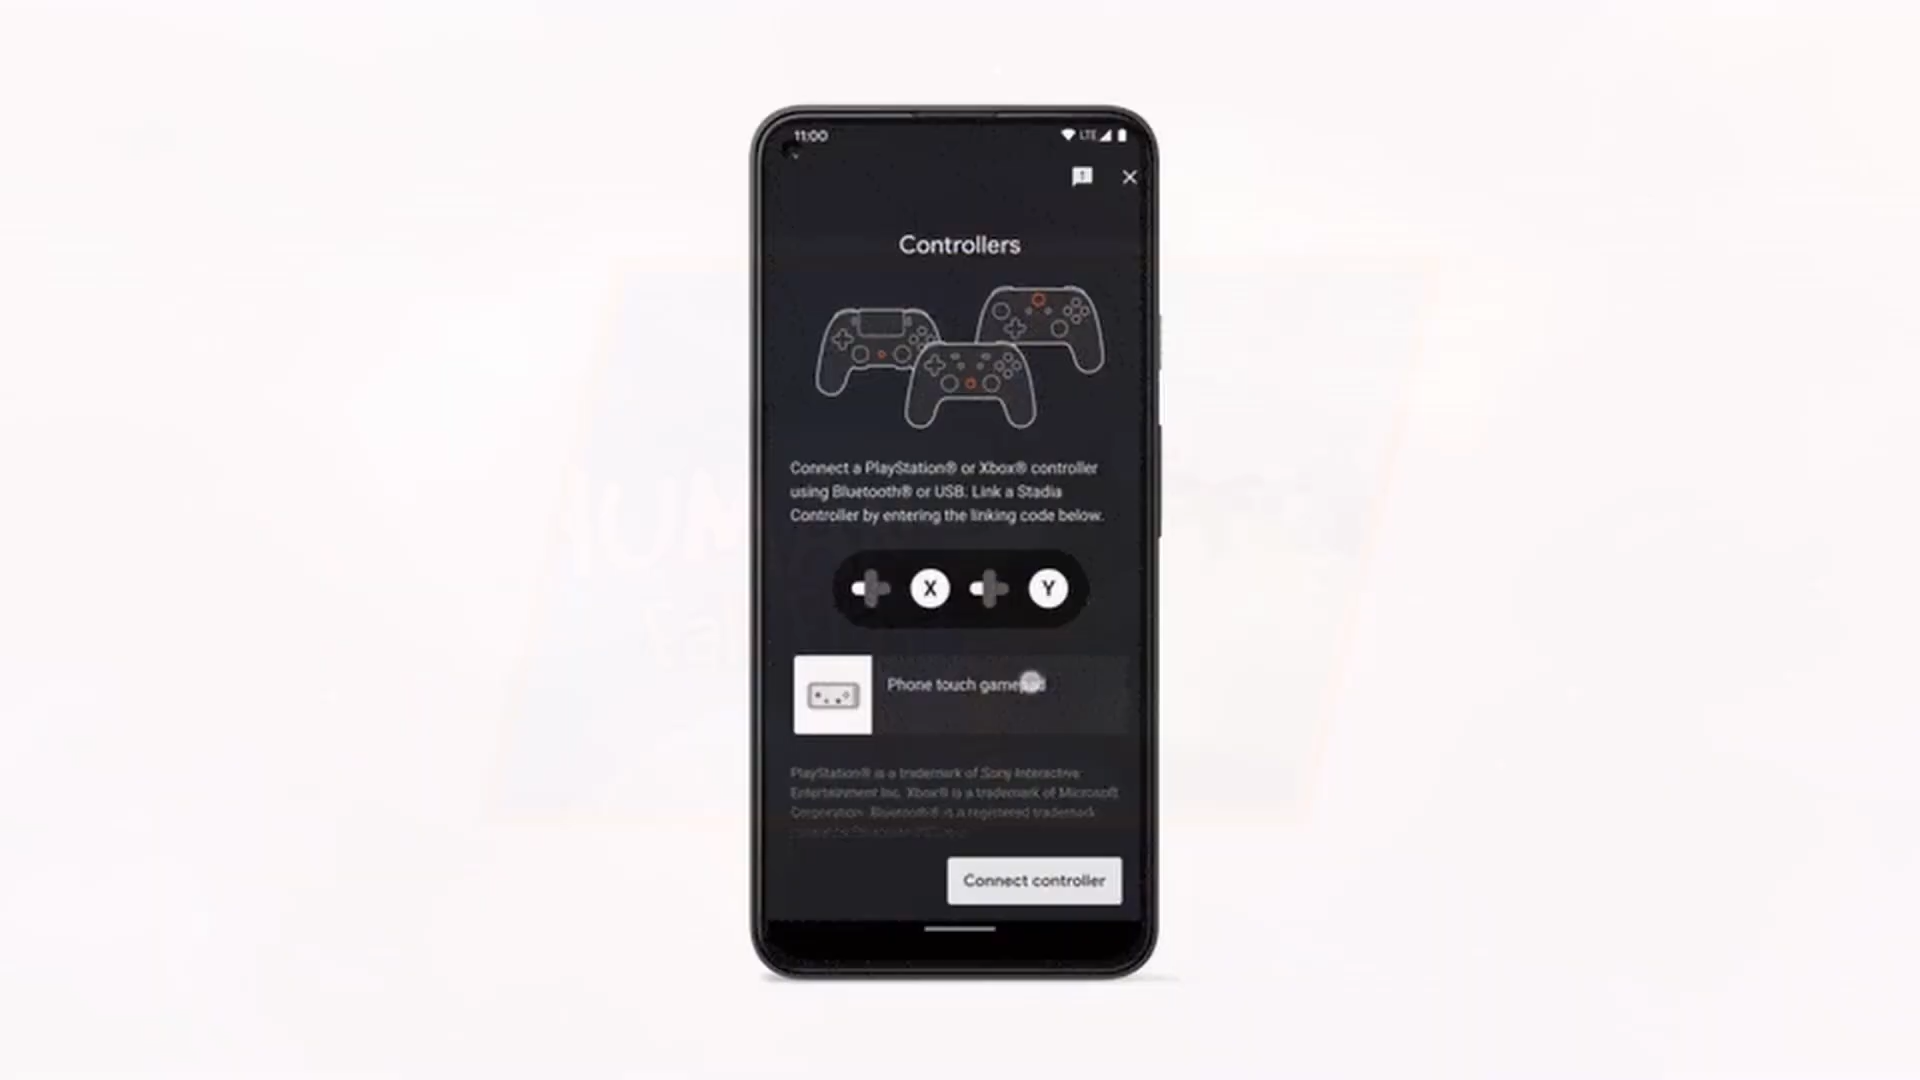 11:00
LTE
Controllers
Connect a PlayStation® or Xbox® controller
using Bluetooth® or USB. Link a Stadia
Controller by entering the linking code below.
X Y
Phone touch gamepad
PlayStation® is a trademark of Sony Interactive
Entertainment Inc. Xbox® is a trademark of Microsoft
Corporation. Bluetooth® is a registered trademark
Connect controller